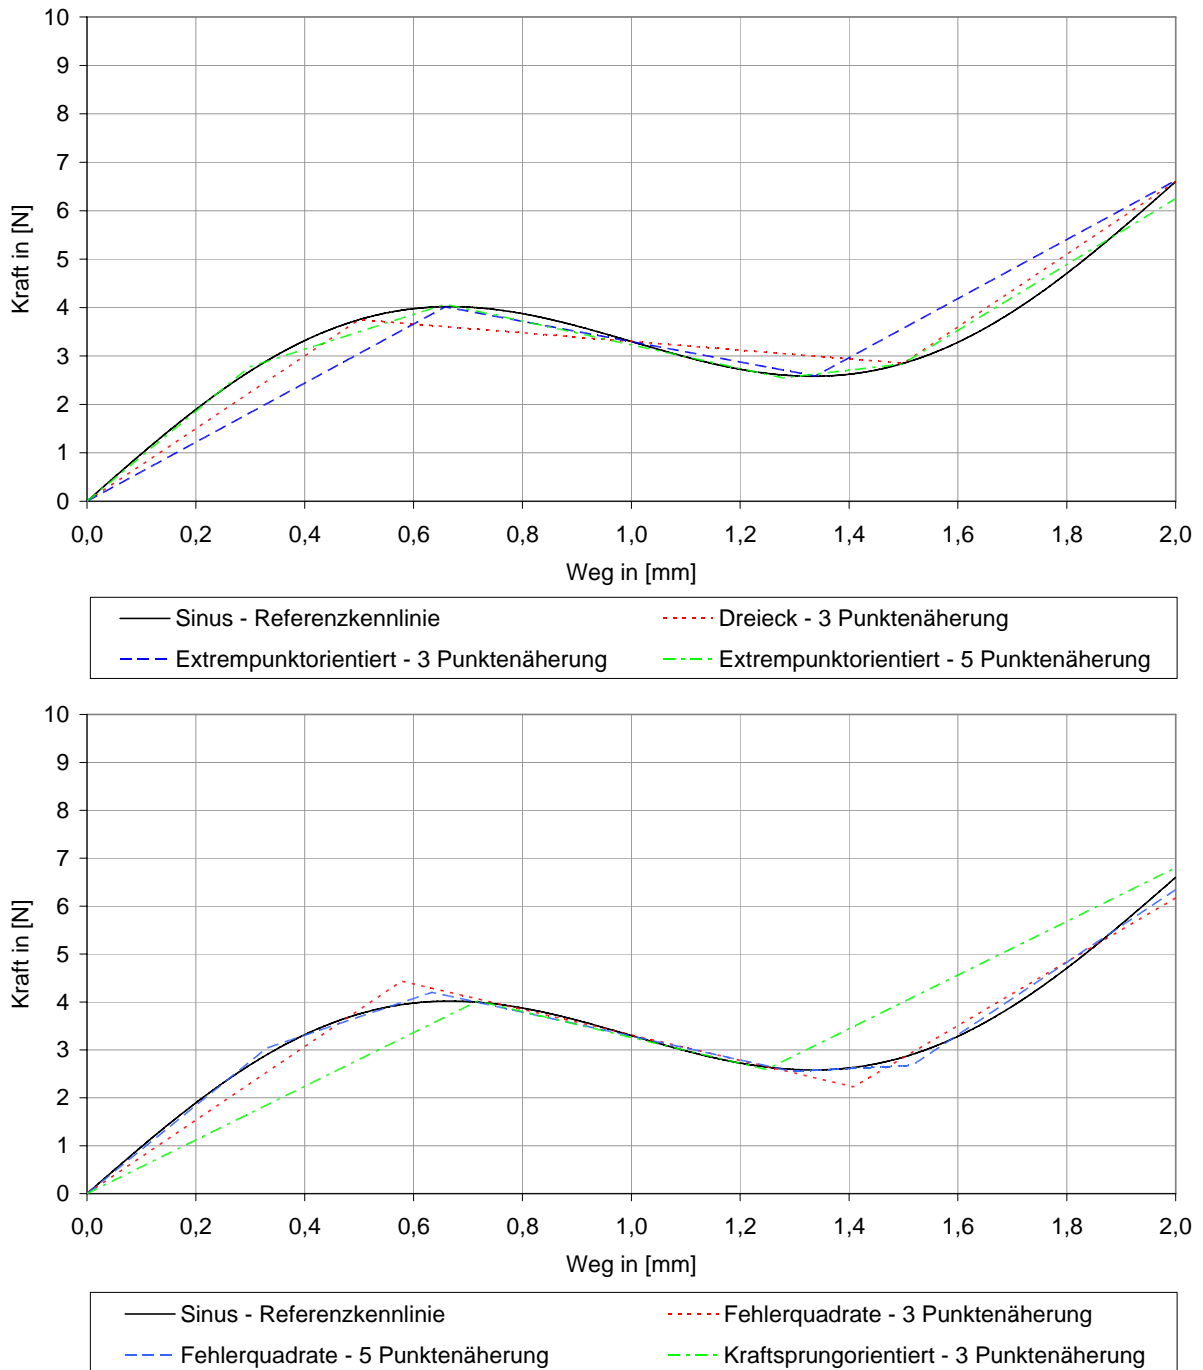 10
9
8
7
6
5
4
3
2
1
0
Kraft in [N]
0,0 0,2 0,4 0,6 0,8 1,0 1,2 1,4 1,6 1,8 2,0
Weg in [mm]
Sinus - Referenzkennlinie Dreieck - 3 Punktenäherung
Extrempunktorientiert - 3 Punktenäherung Extrempunktorientiert - 5 Punktenäherung
10
9
8
7
6
5
4
3
2
1
0
Kraft in [N]
0,0 0,2 0,4 0,6 0,8 1,0 1,2 1,4 1,6 1,8 2,0
Weg in [mm]
Sinus - Referenzkennlinie Fehlerquadrate - 3 Punktenäherung
Fehlerquadrate - 5 Punktenäherung Kraftsprungorientiert - 3 Punktenäherung